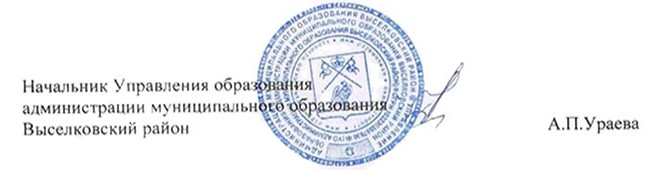 Начальник Управления образования
администрации муниципального образования
Выселковский район А.П.Ураева